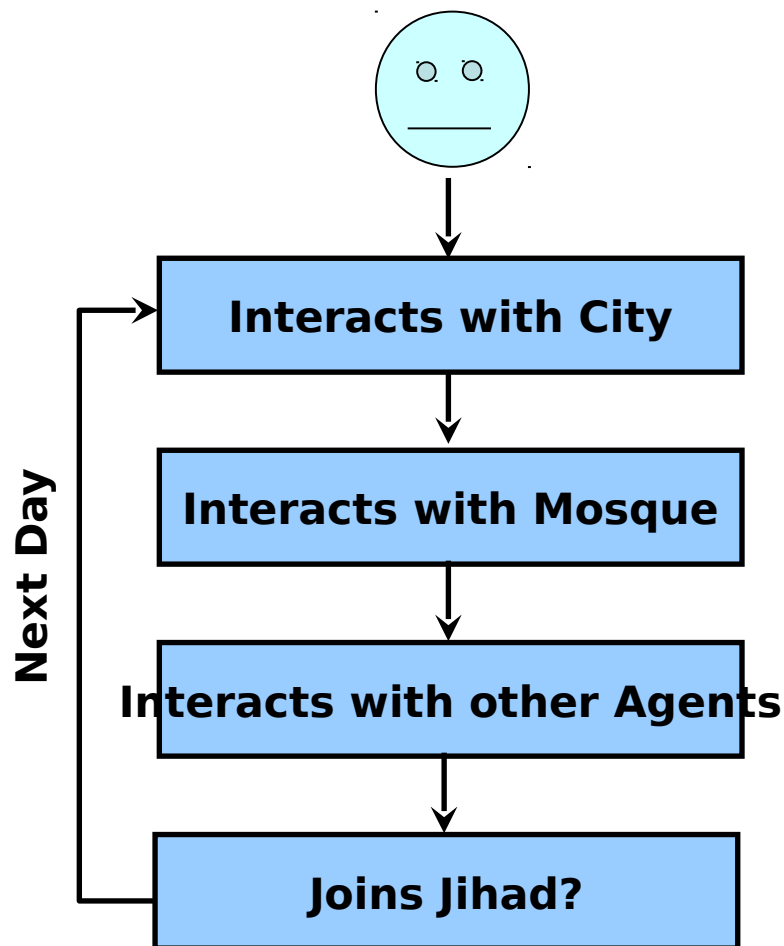 Interacts with City
Interacts with Mosque
Next Day
Interacts with other Agents
Joins Jihad?